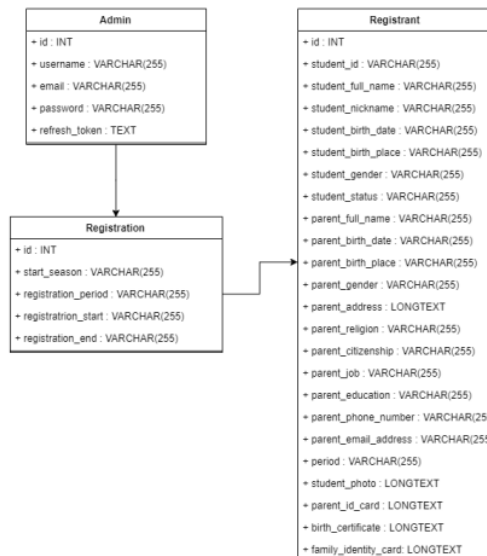 Admin
+ id : INT
+ username : VARCHAR(255)
+ email : VARCHAR(255)
+ password : VARCHAR(255)
+ refresh_token : TEXT
Registration
+ id : INT
+ start_season : VARCHAR(255)
+ registration_period : VARCHAR(255)
+ registratrion_start : VARCHAR(255)
+ registration_end : VARCHAR(255)
Registrant
+ id : INT
+ student_id : VARCHAR(255)
+ student_full_name : VARCHAR(255)
+ student_nickname : VARCHAR(255)
+ student_birth_date : VARCHAR(255)
+ student_birth_place : VARCHAR(255)
+ student_gender : VARCHAR(255)
+ student_status : VARCHAR(255)
+ parent_full_name : VARCHAR(255)
+ parent_birth_date : VARCHAR(255)
+ parent_birth_place : VARCHAR(255)
+ parent_gender : VARCHAR(255)
+ parent_address : LONGTEXT
+ parent_religion : VARCHAR(255)
+ parent_citizenship : VARCHAR(255)
+ parent_job : VARCHAR(255)
+ parent_education : VARCHAR(255)
+ parent_phone_number : VARCHAR(25
+ parent_email_address : VARCHAR(255
+ period : VARCHAR(255)
+ student_photo : LONGTEXT
+ parent_id_card : LONGTEXT
+ birth_certificate : LONGTEXT
+ family_identity_card: LONGTEXT